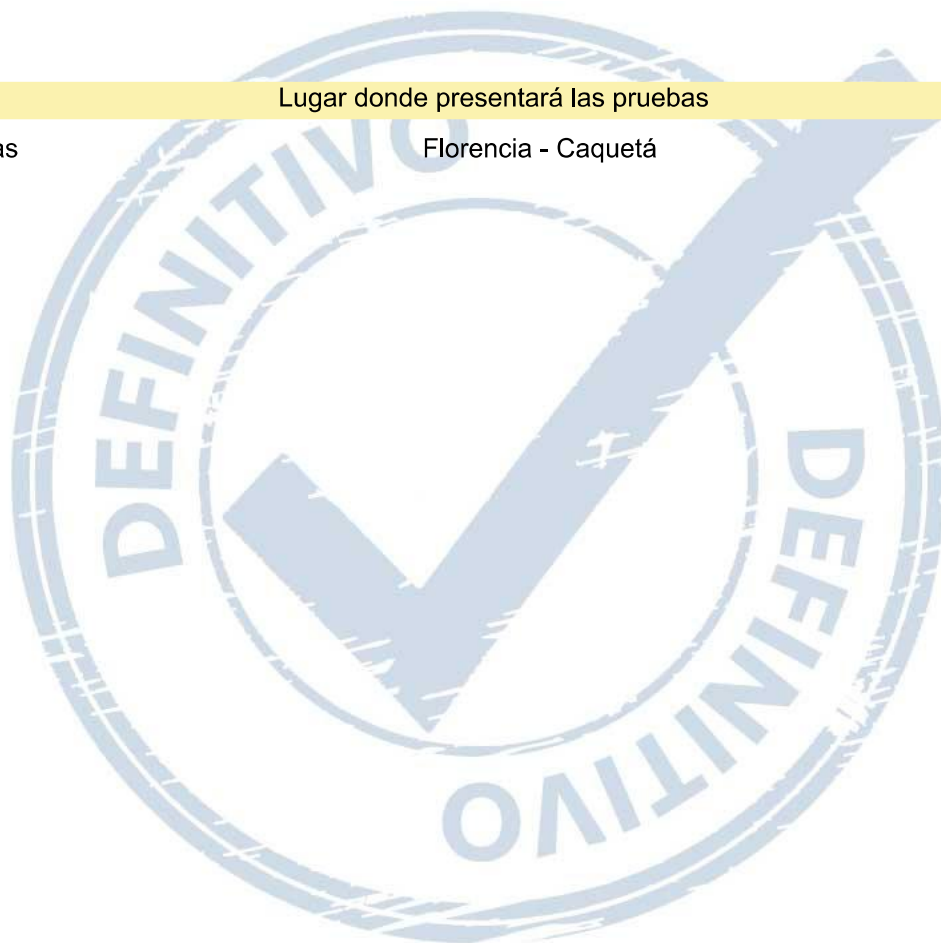 Lugar donde presentará las pruebas
as Florencia - Caquetá
DEFINITIVO
DEFINITIVO